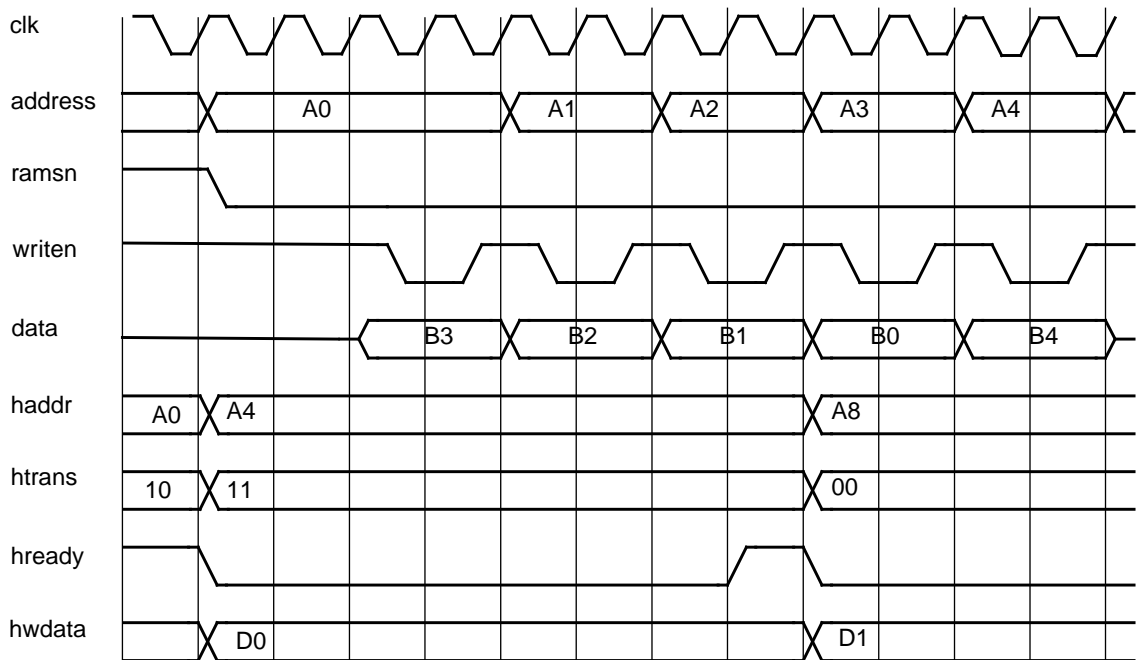 clk
address A0 A1 A2 A3 A4
ramsn
writen
data B3 B2 B1 B0 B4
haddr A0 A4 A8
htrans 10 11 00
hready
hwdata D0 D1